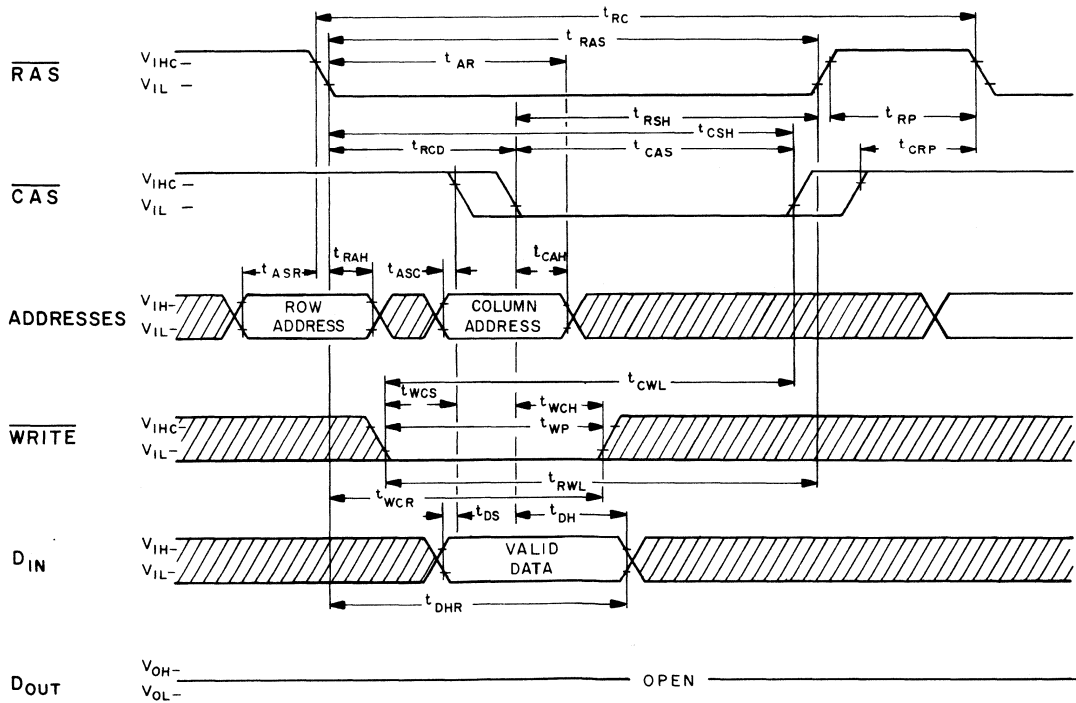 tRC
tRAS
tAR
RAS
VIHC-
VIL -
tRSH
tRP
tCSH
tRCD
tCAS
tCRP
CAS
VIHC-
VIL -
tASR
tRAH
tASC
tCAH
ADDRESSES
VIH-
VIL-
ROW
ADDRESS
COLUMN
ADDRESS
tCWL
tWCS
tWCH
tWP
WRITE
VIHC-
VIL-
tRWL
tWCR
tDS
tDH
DIN
VIH-
VIL-
VALID
DATA
tDHR
DOUT
VOH-
VOL-
OPEN